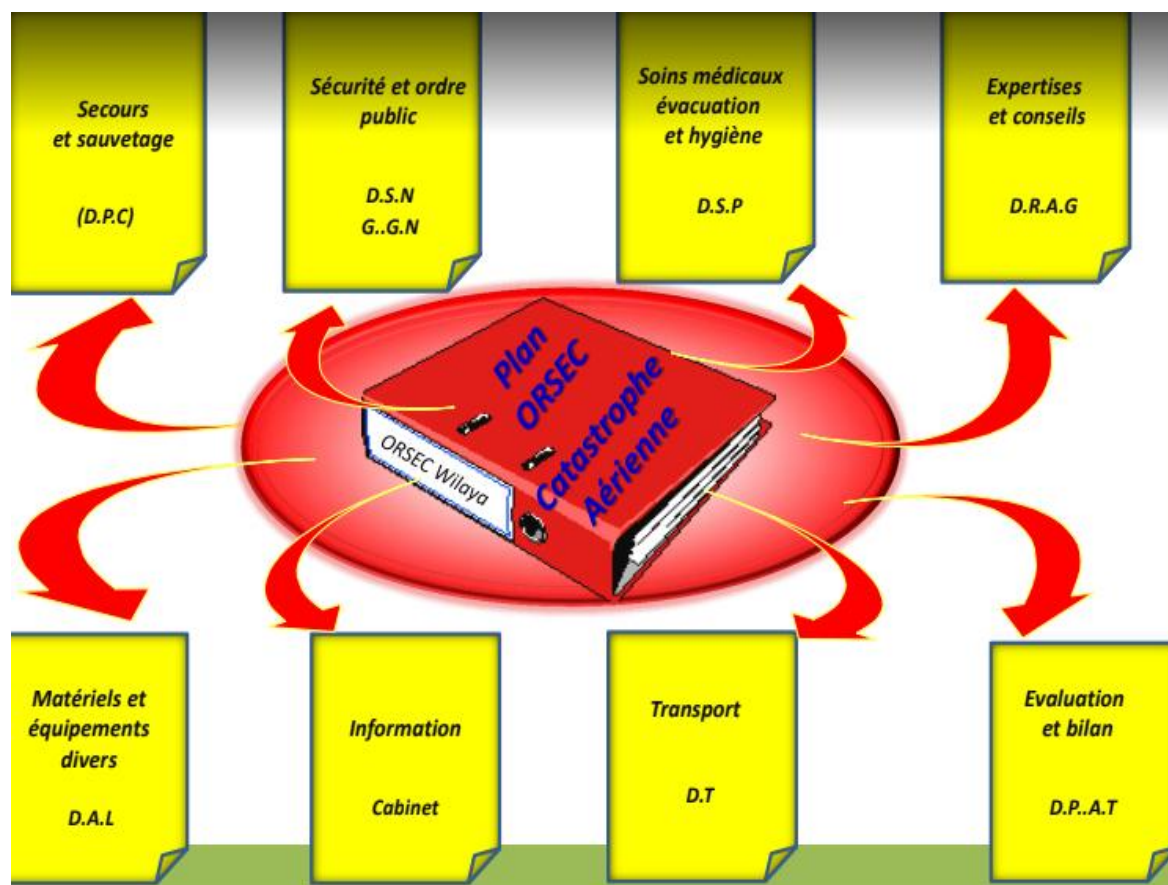 Secours
et sauvetage
(D.P.C)
Sécurité et ordre
public
D.S.N
G..G.N
Soins médicaux
évacuation
et hygiène
D.S.P
Expertises
et conseils
D.R.A.G
Plan
ORSEC
Catastrophe
Aérienne
ORSEC Wilaya
Matériels et
équipements
divers
D.A.L
Information
Cabinet
Transport
D.T
Evaluation
et bilan
D.P..A.T